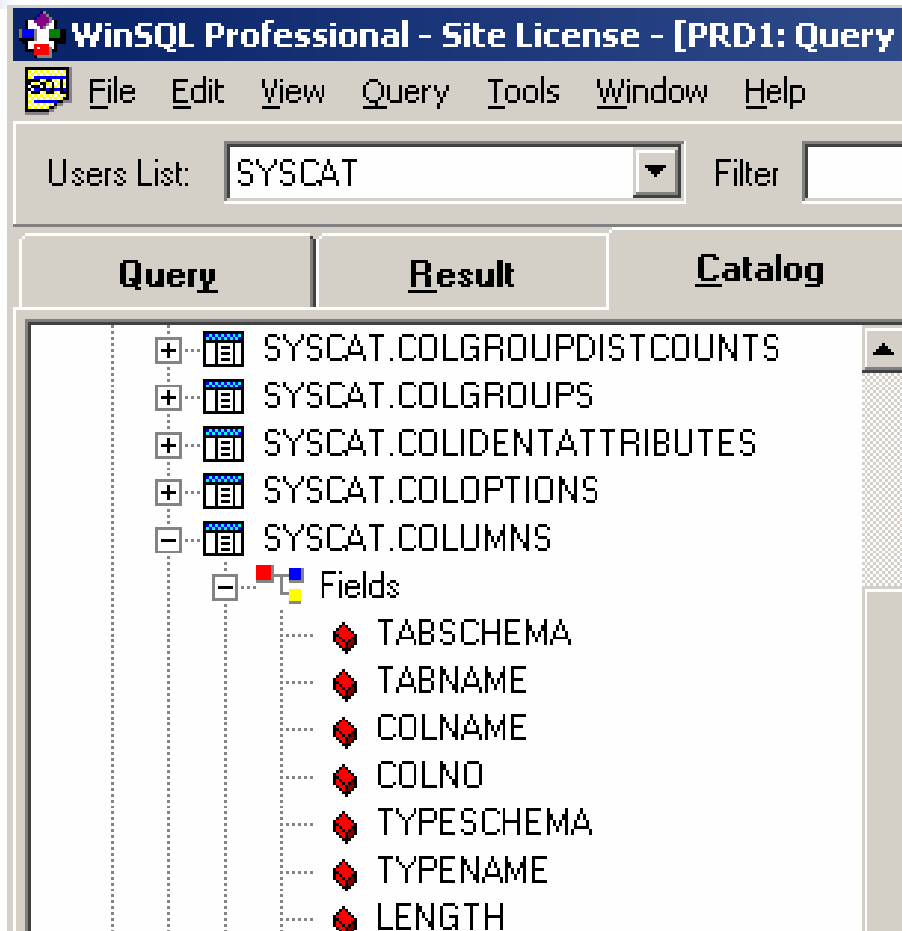 WinSQL Professional - Site License - [PRD1: Query
File Edit View Query Tools Window Help
Users List: SYSCAT Filter
Query Result Catalog
SYSCAT.COLGROUPDISTCOUNTS
SYSCAT.COLGROUPS
SYSCAT.COLIDENTATTRIBUTES
SYSCAT.COLOPTIONS
SYSCAT.COLUMNS
Fields
TABSCHEMA
TABNAME
COLNAME
COLNO
TYPESCHEMA
TYPENAME
LENGTH